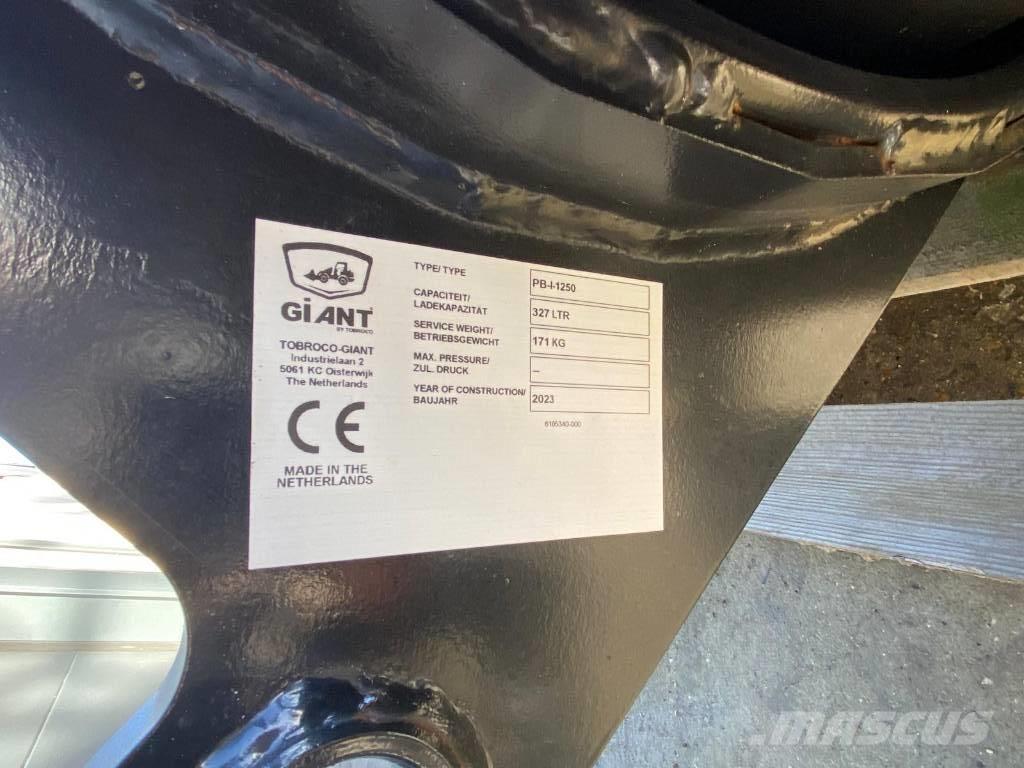 GiANT
BY TOBROCO
TOBROCO-GIANT
Industrielaan 2
5061 KC Oisterwijk
The Netherlands
CE
MADE IN THE
NETHERLANDS
TYPE/ TYPE
PB-I-1250
CAPACITEIT/
LADEKAPAZITÄT
327 LTR
SERVICE WEIGHT/
BETRIEBSGEWICHT
171 KG
MAX. PRESSURE/
ZUL. DRUCK
–
YEAR OF CONSTRUCTION/
BAUJAHR
2023
6105340-000
MASCUS